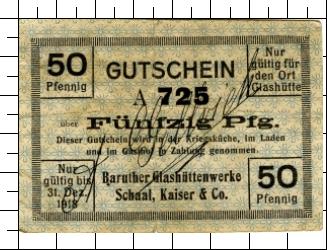 50
Pfennig
GUTSCHEIN
Nur
gültig für
den Ort
Glashütte
A 725
über
Fünfzig Pfg.
Dieser Gutschein wird in der Kriegsküche, im Laden
und im Gasthof in Zahlung genommen.
Nur
gültig bis
31. Dez.
1918
Baruther Glashüttenwerke
Schaal, Kaiser & Co.
50
Pfennig